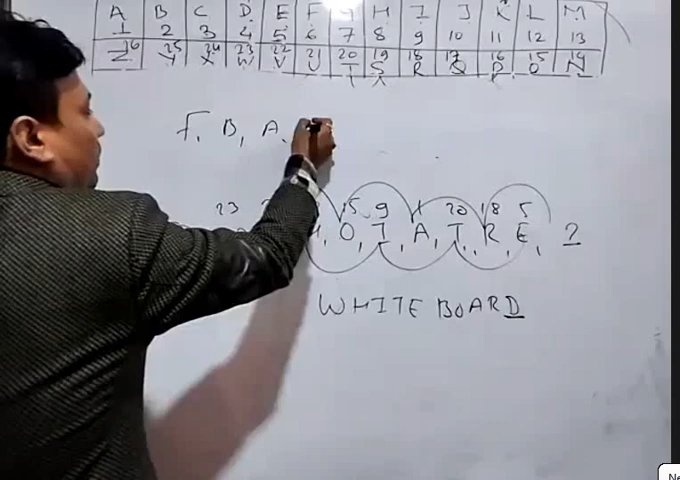 A B C D E F G H I J K L M
1 2 3 4 5 6 7 8 9 10 11 12 13
26 25 24 23 22 21 20 19 18 17 16 15 14
Z Y X W V U T S R Q P O N
F, B, A,
23 15 9 1 20 18 5
O, I, A, T, R, E, ?
WHITE BOARD